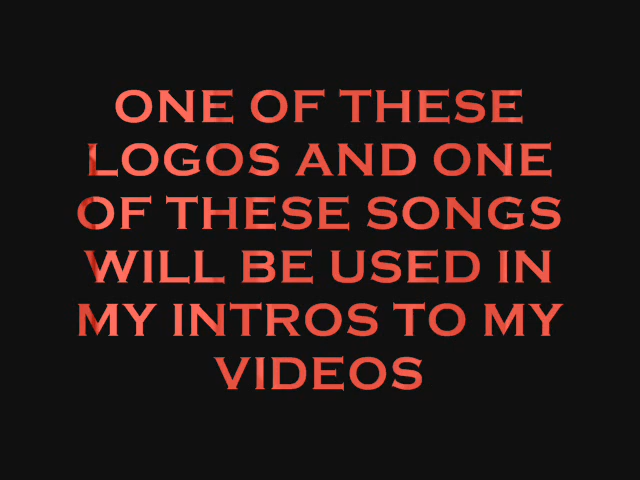 ONE OF THESE
LOGOS AND ONE
OF THESE SONGS
WILL BE USED IN
MY INTROS TO MY
VIDEOS